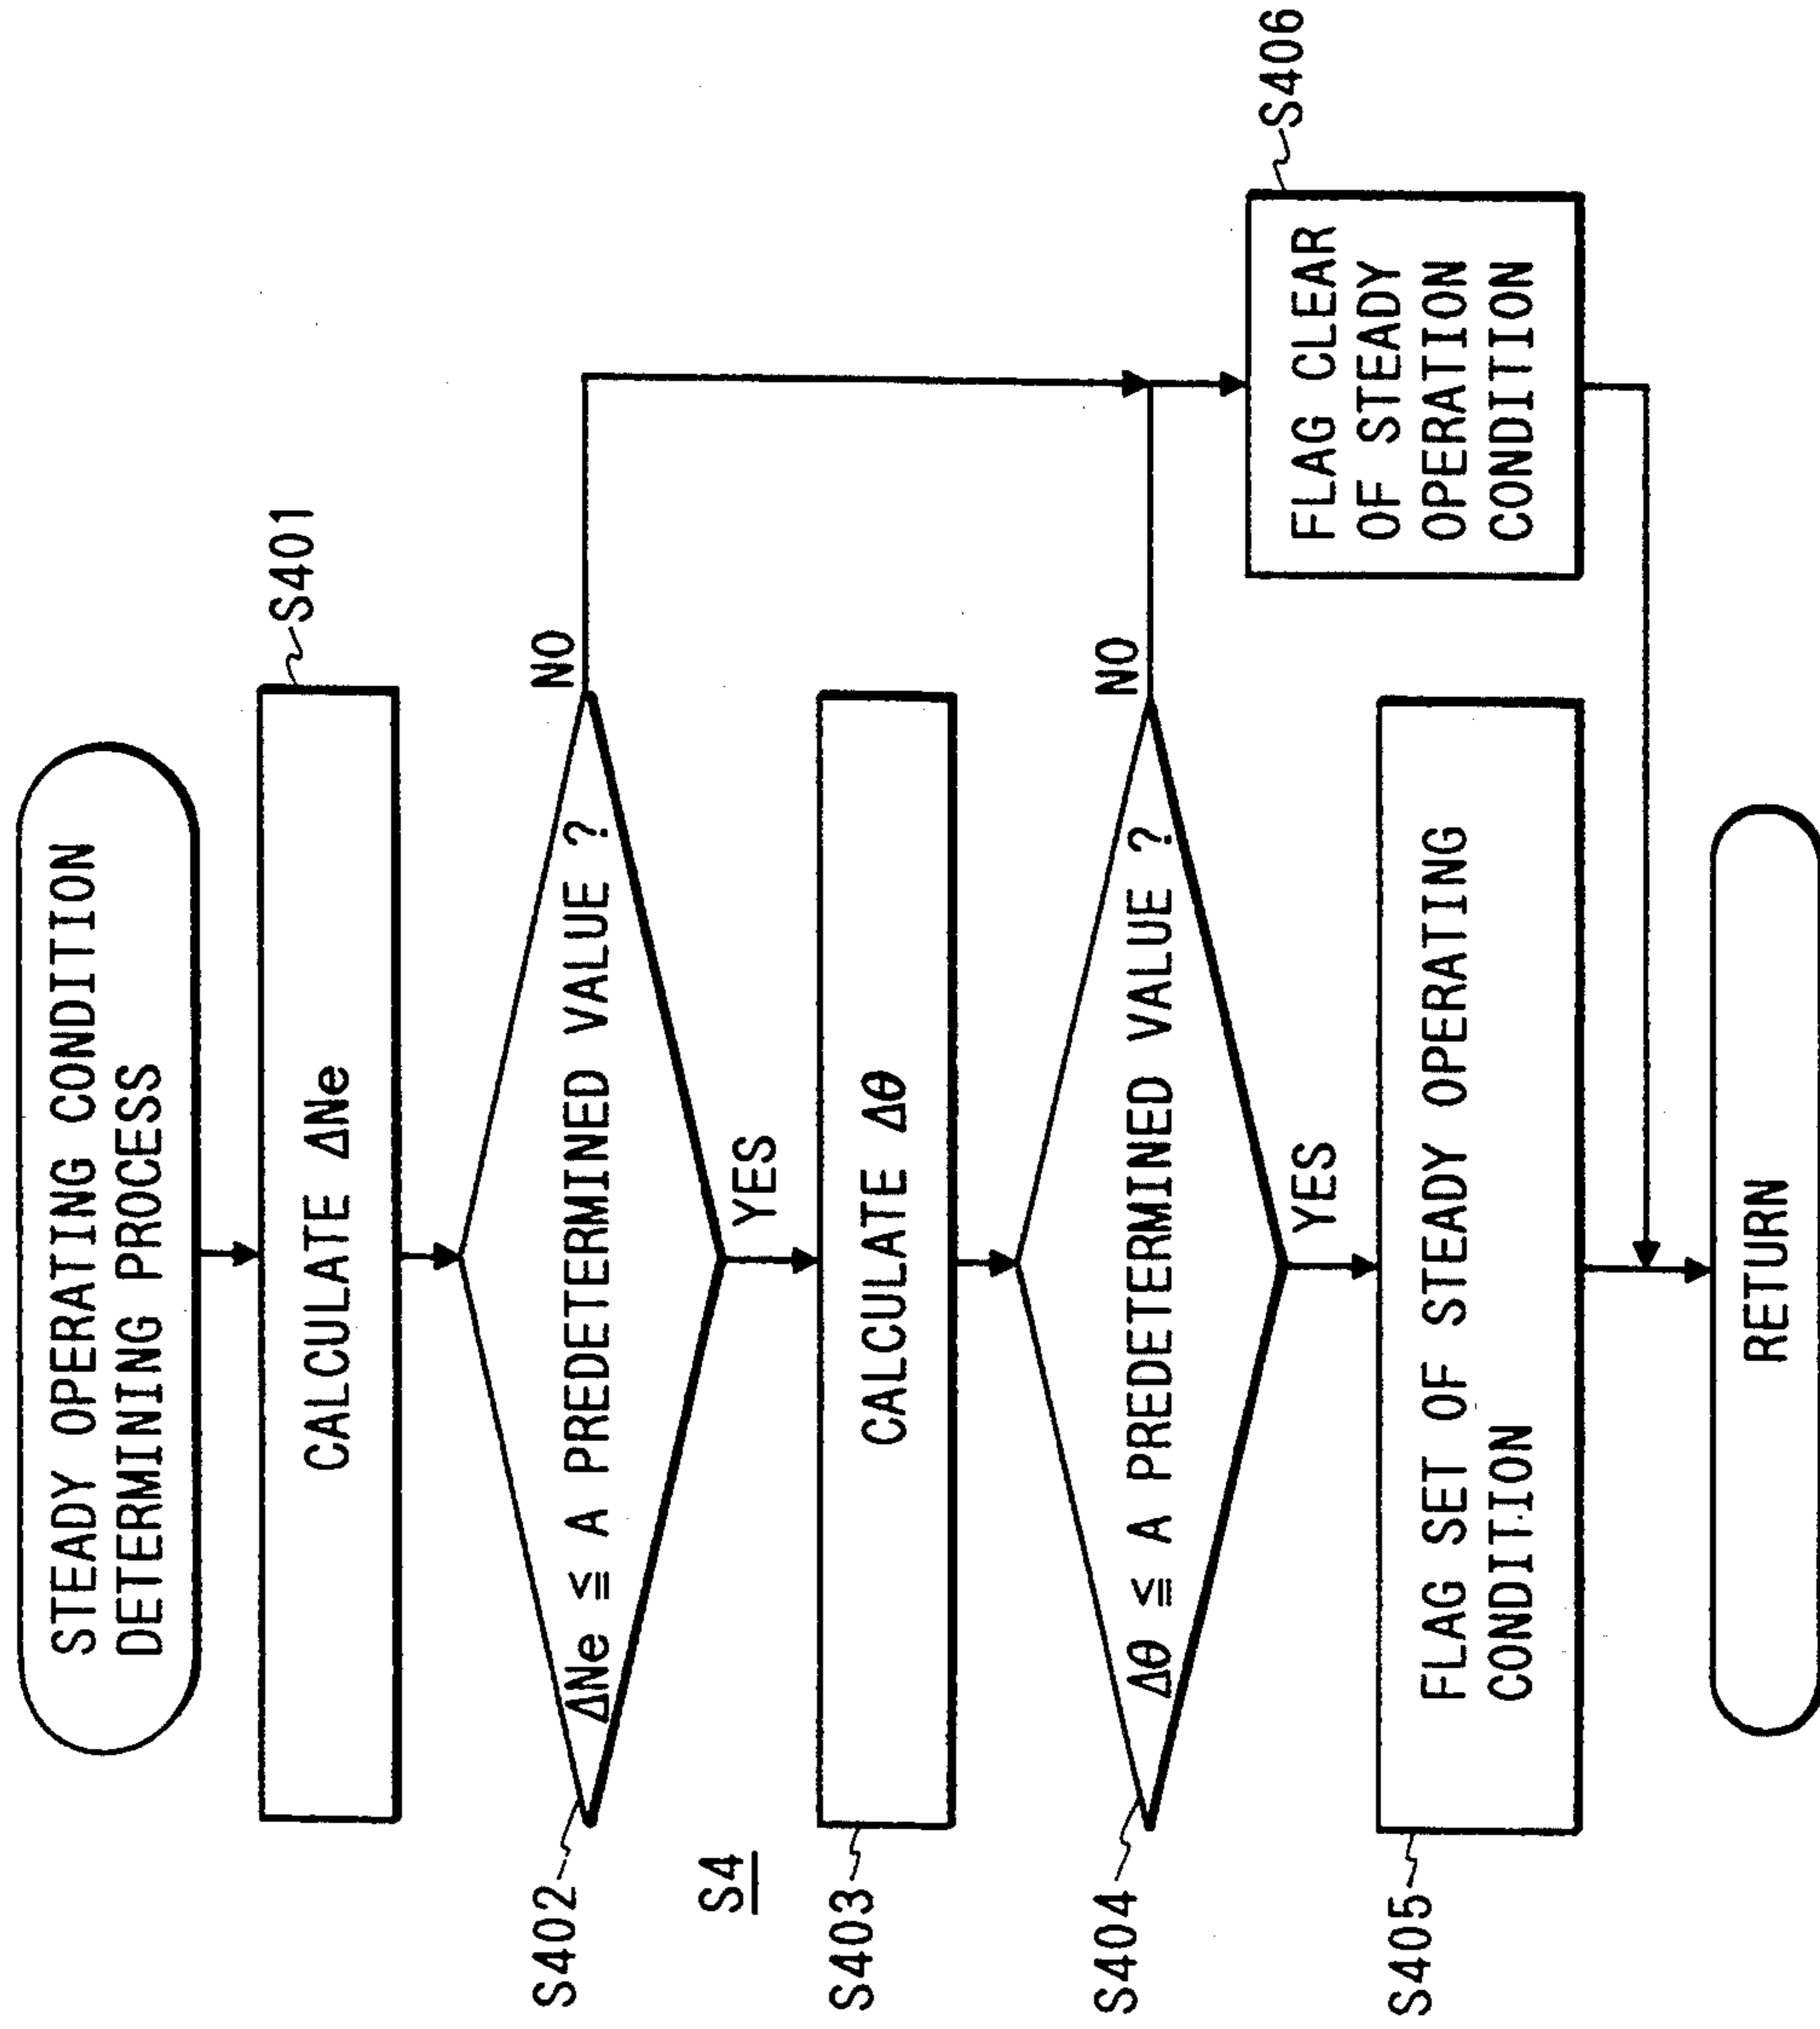 STEADY OPERATING CONDITION
DETERMINING PROCESS
S401
CALCULATE ΔNe
S402
ΔNe ≦ A PREDETERMINED VALUE ?
NO
YES
S4
S403
CALCULATE Δθ
S404
Δθ ≦ A PREDETERMINED VALUE ?
NO
YES
S405
FLAG SET OF STEADY OPERATING
CONDITION
S406
FLAG CLEAR
OF STEADY
OPERATION
CONDITION
RETURN